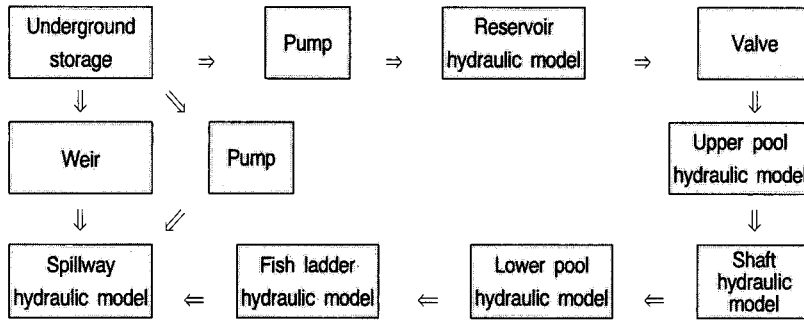 Underground
storage
Pump
Reservoir
hydraulic model
Valve
Weir
Pump
Upper pool
hydraulic model
Spillway
hydraulic model
Fish ladder
hydraulic model
Lower pool
hydraulic model
Shaft
hydraulic
model